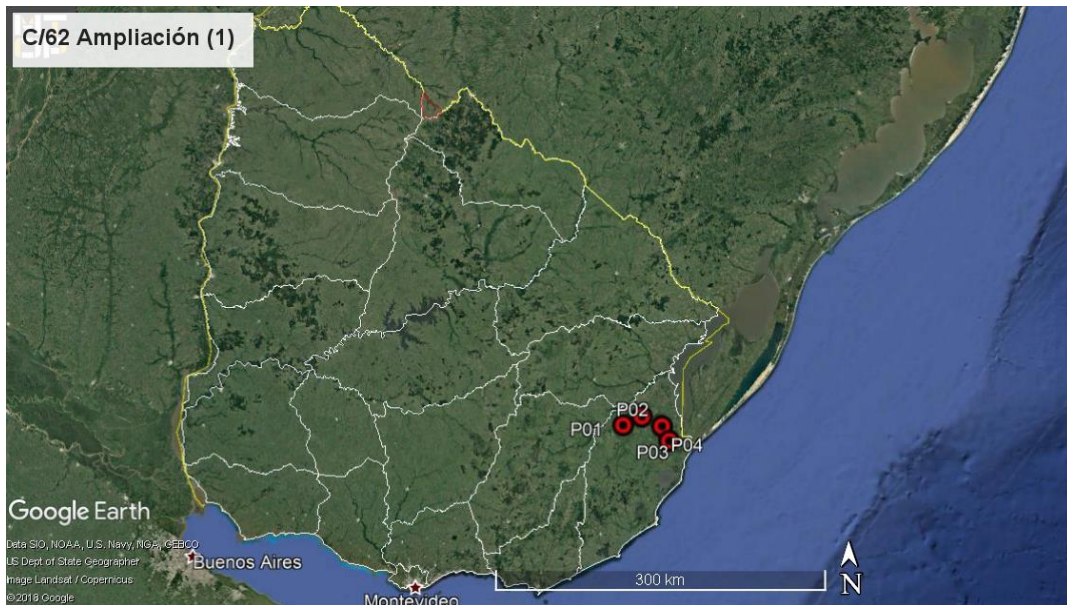 C/62 Ampliación (1)
P02
P01
P03
P04
Google Earth
Data SIO, NOAA, U.S. Navy, NGA, GEBCO
US Dept of State Geographer
Image Landsat / Copernicus
©2018 Google
Buenos Aires
Montevideo
300 km
N